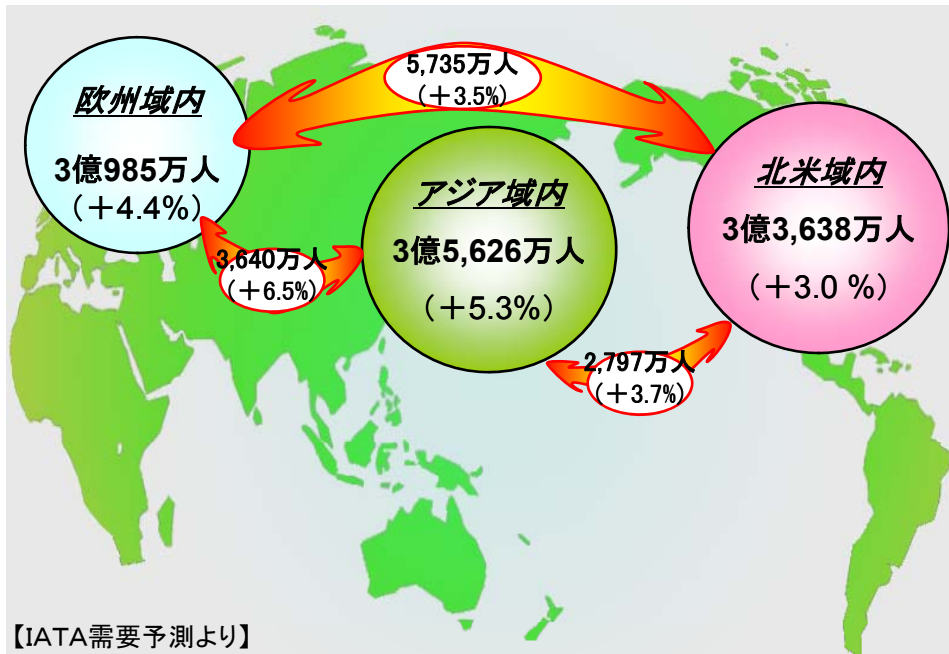 5,735万人
(+3.5%)
欧州域内
3億985万人
(+4.4%)
アジア域内
3億5,626万人
(+5.3%)
北米域内
3億3,638万人
(+3.0 %)
3,640万人
(+6.5%)
2,797万人
(+3.7%)
【IATA需要予測より】